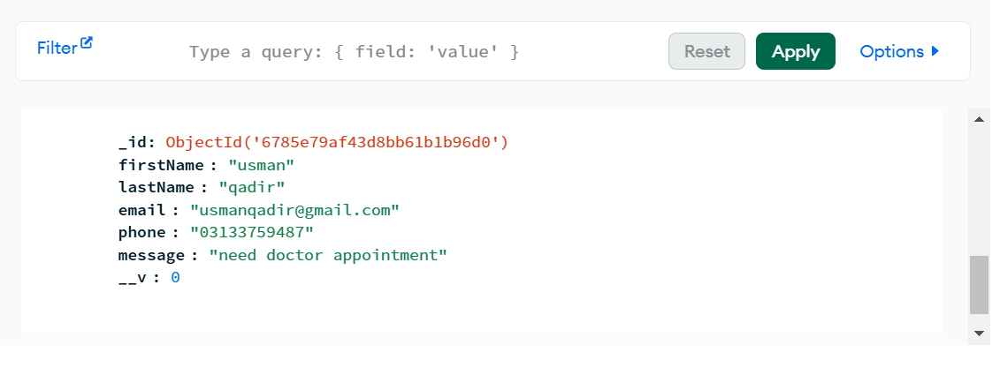 Filter Type a query: { field: 'value' } Reset Apply Options
_id: ObjectId('6785e79af43d8bb61b1b96d0')
firstName : "usman"
lastName : "qadir"
email : "usmanqadir@gmail.com"
phone : "03133759487"
message : "need doctor appointment"
__v : 0